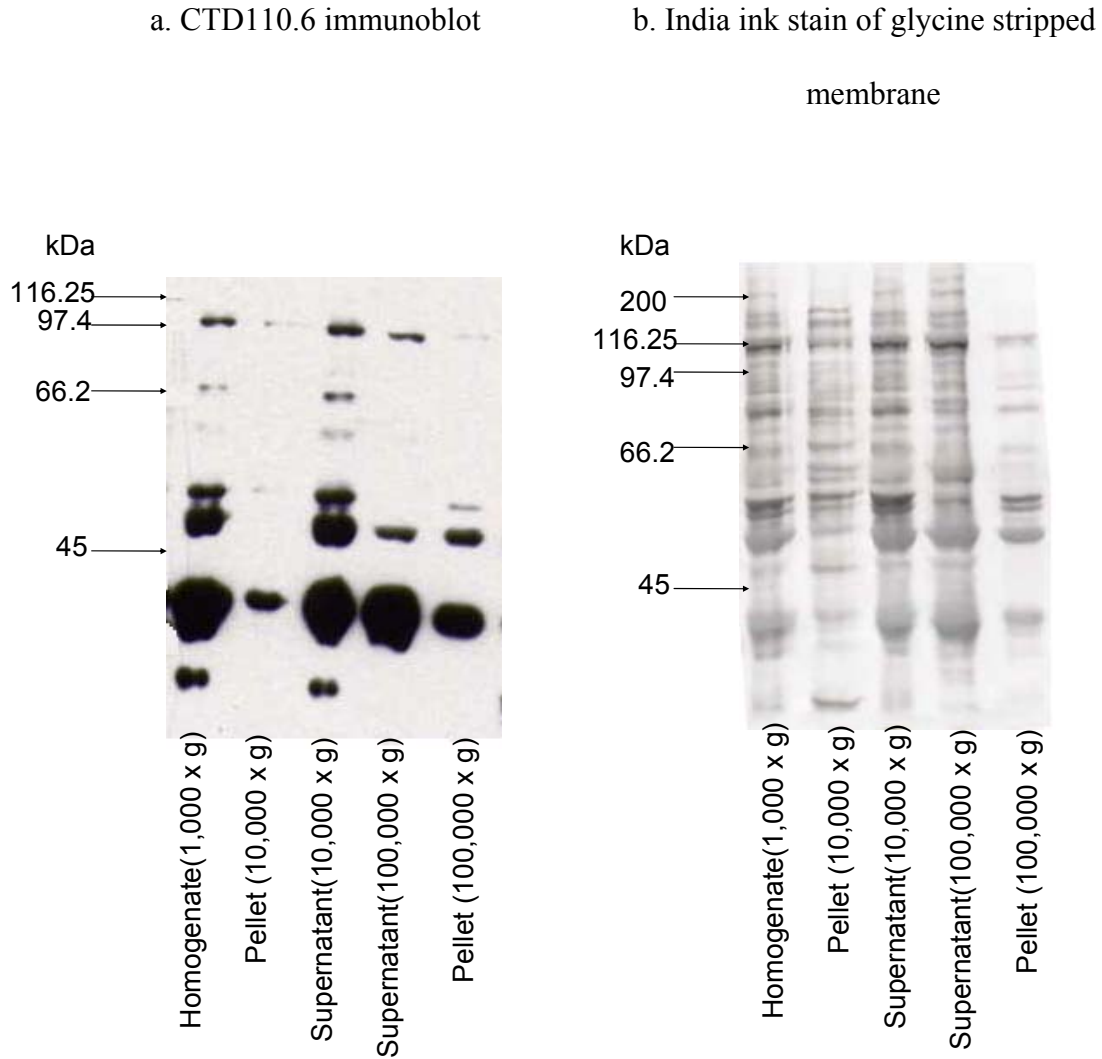 a. CTD110.6 immunoblot
b. India ink stain of glycine stripped
membrane
kDa
116.25
97.4
66.2
45
Homogenate(1,000 x g)
Pellet (10,000 x g)
Supernatant(10,000 x g)
Supernatant(100,000 x g)
Pellet (100,000 x g)
kDa
200
116.25
97.4
66.2
45
Homogenate(1,000 x g)
Pellet (10,000 x g)
Supernatant(10,000 x g)
Supernatant(100,000 x g)
Pellet (100,000 x g)